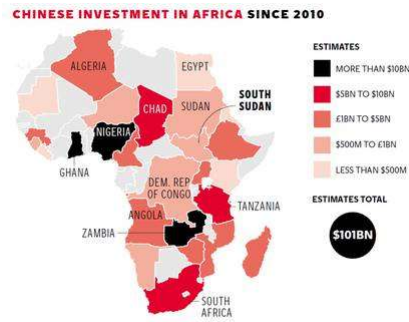 CHINESE INVESTMENT IN AFRICA SINCE 2010
ALGERIA
EGYPT
CHAD
SUDAN
SOUTH
SUDAN
NIGERIA
GHANA
DEM. REP
OF CONGO
TANZANIA
ANGOLA
ZAMBIA
SOUTH
AFRICA
ESTIMATES
MORE THAN $10BN
$5BN TO $10BN
£1BN TO $5BN
$500M TO £1BN
LESS THAN $500M
ESTIMATES TOTAL
$101BN